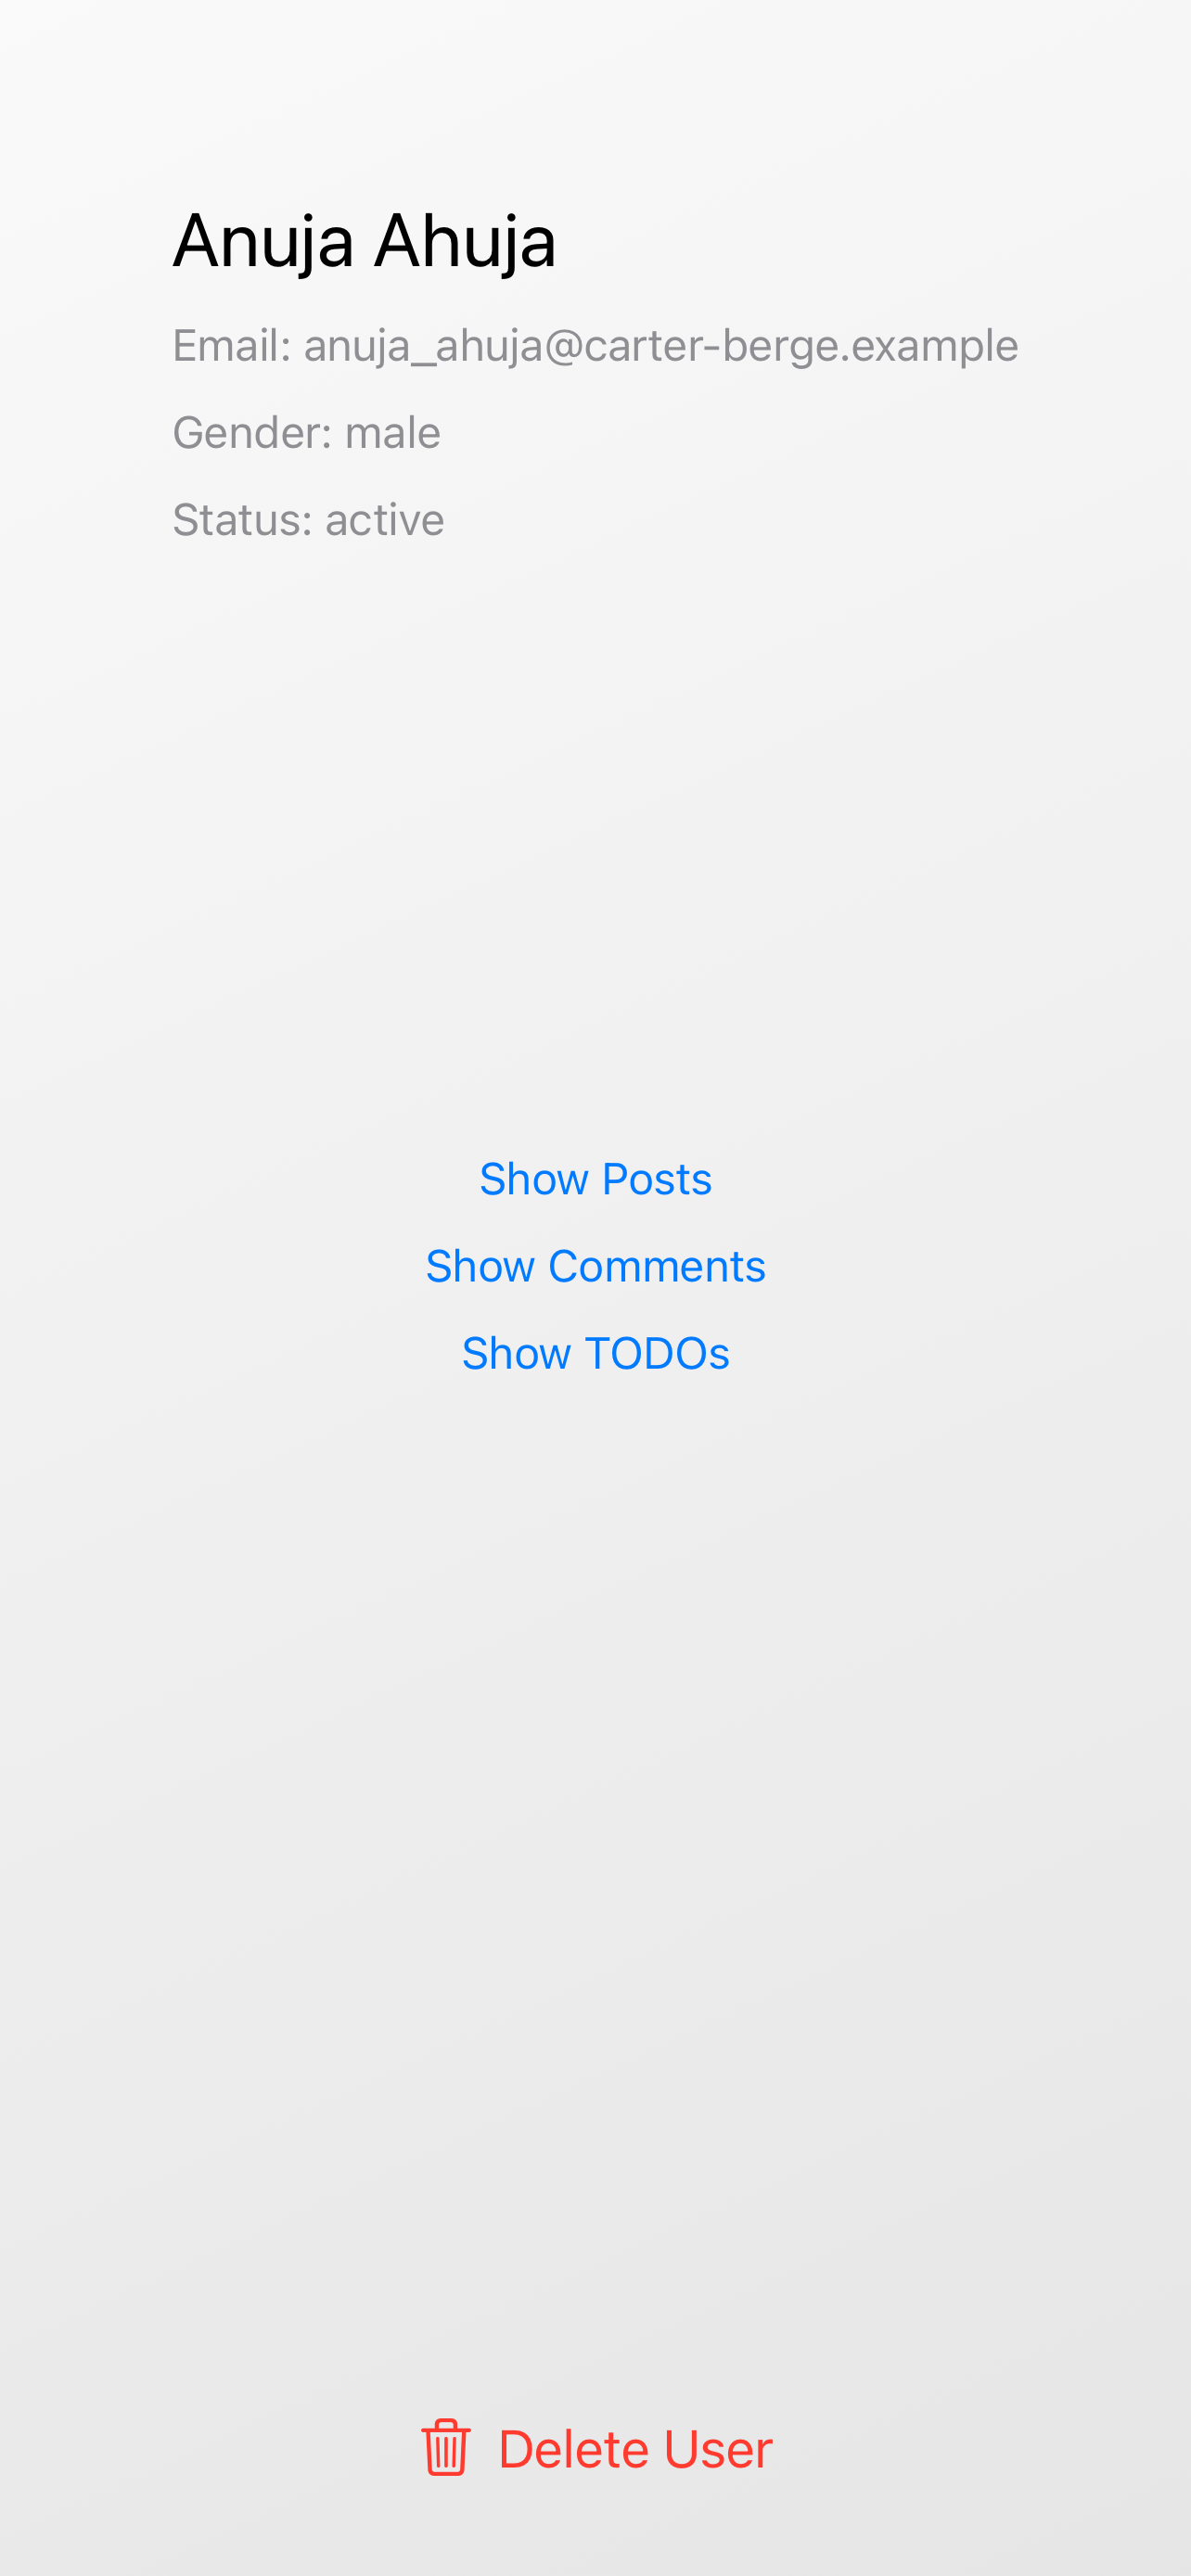 Anuja Ahuja
Email: anuja_ahuja@carter-berge.example
Gender: male
Status: active
Show Posts
Show Comments
Show TODOs
Delete User